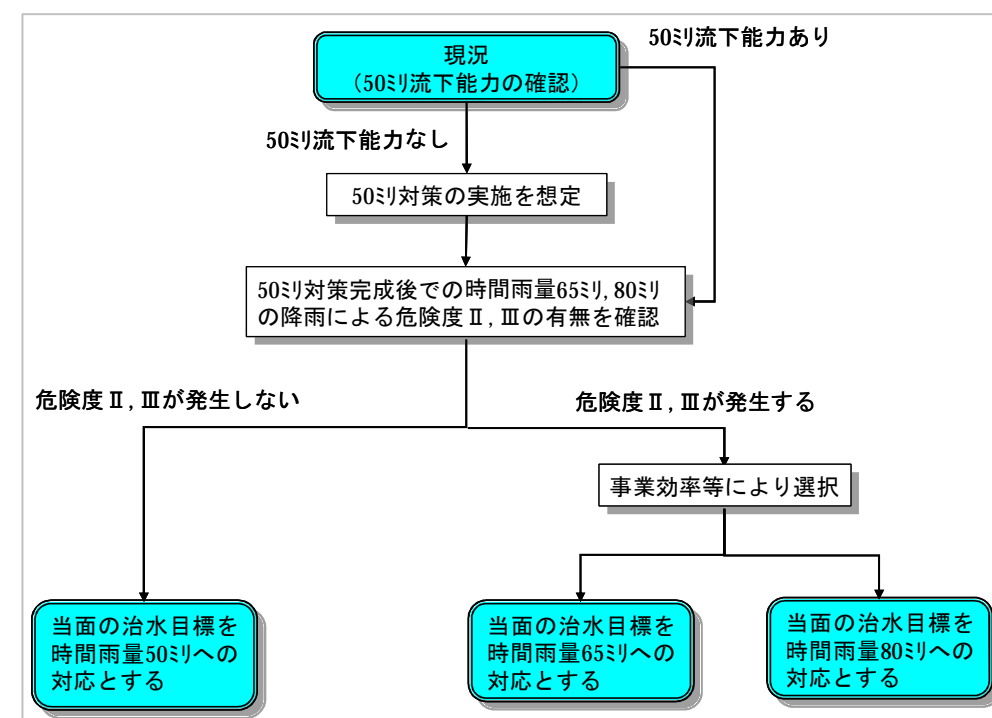 50ﾐﾘ流下能力あり
現況
（50ﾐﾘ流下能力の確認）
50ﾐﾘ流下能力なし
50ﾐﾘ対策の実施を想定
50ﾐﾘ対策完成後での時間雨量65ﾐﾘ,80ﾐﾘ
の降雨による危険度Ⅱ,Ⅲの有無を確認
危険度Ⅱ,Ⅲが発生しない
危険度Ⅱ,Ⅲが発生する
事業効率等により選択
当面の治水目標を
時間雨量50ﾐﾘへの
対応とする
当面の治水目標を
時間雨量65ﾐﾘへの
対応とする
当面の治水目標を
時間雨量80ﾐﾘへの
対応とする